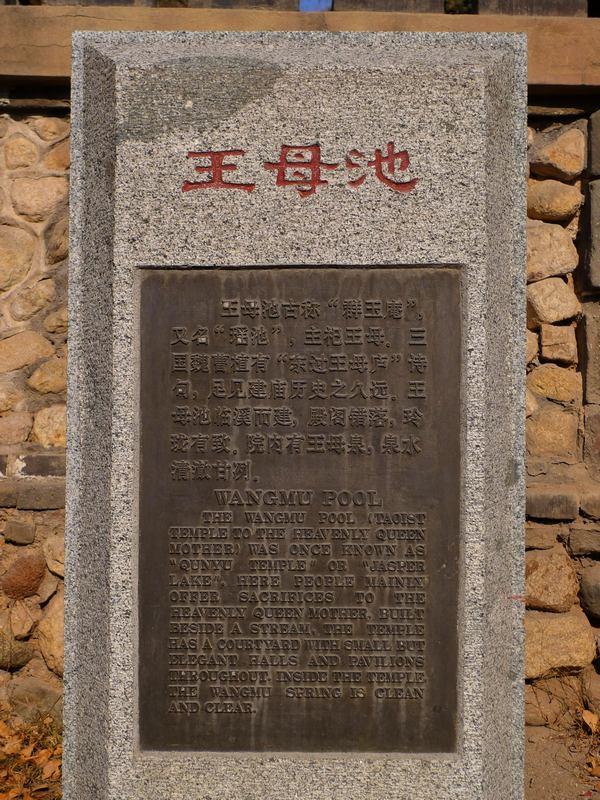 王母池
王母池古称“群玉庵”,
又名“瑶池”, 主祀王母。三
国魏曹植有“东过王母庐”诗
句, 足见建庙历史之久远。王
母池临溪而建, 殿阁错落, 玲
珑有致。院内有王母泉, 泉水
清澈甘冽。
WANGMU POOL
THE WANGMU POOL (TAOIST
TEMPLE TO THE HEAVENLY QUEEN
MOTHER) WAS ONCE KNOWN AS
"QUNYU TEMPLE" OR "JASPER
LAKE". HERE PEOPLE MAINLY
OFFER SACRIFICES TO THE
HEAVENLY QUEEN MOTHER. BUILT
BESIDE A STREAM, THE TEMPLE
HAS A COURTYARD WITH SMALL BUT
ELEGANT HALLS AND PAVILIONS
THROUGHOUT. INSIDE THE TEMPLE
THE WANGMU SPRING IS CLEAN
AND CLEAR.